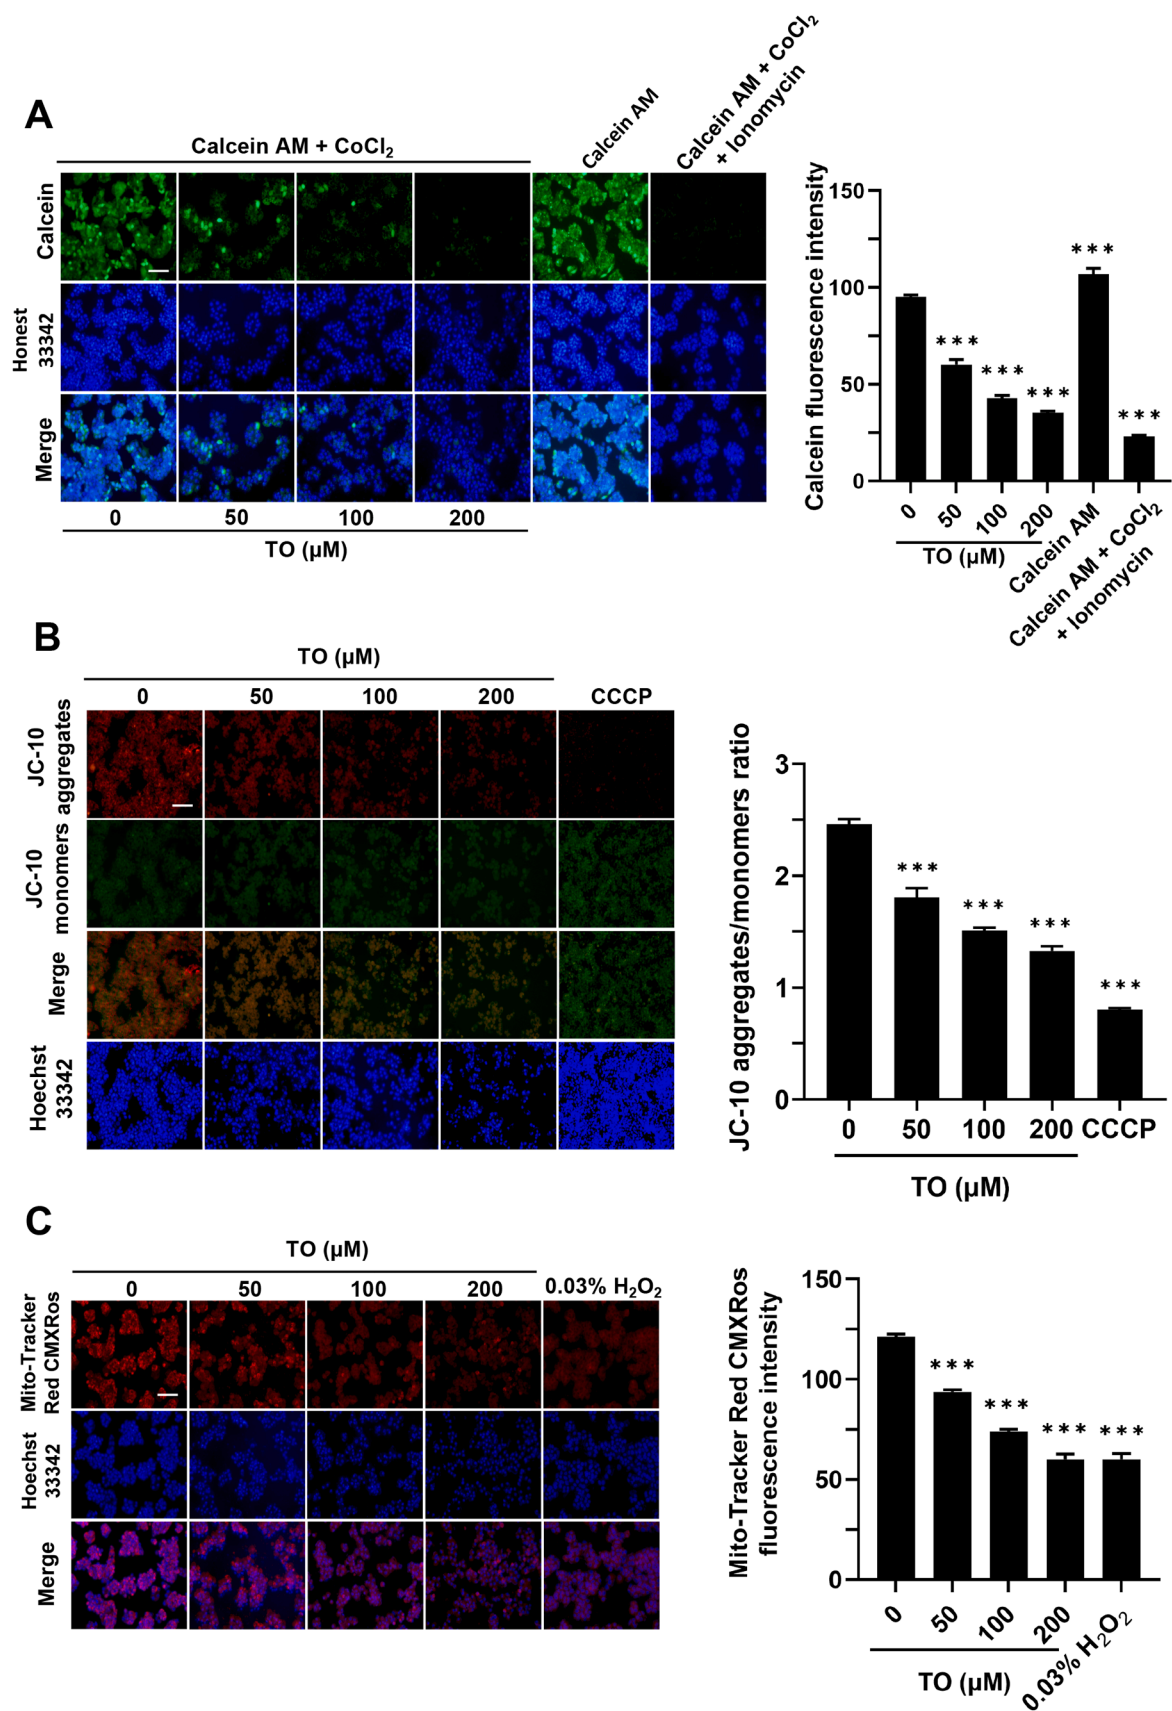 A
Calcein AM + CoCl2
Calcein AM
Calcein AM + CoCl2
+ Ionomycin
Calcein
Honest
33342
Merge
0 50 100 200
TO (μM)
Calcein fluorescence intensity
150
100
50
0
***
***
***
***
***
0 50 100 200 Calcein AM
Calcein AM + CoCl2
+ Ionomycin
TO (μM)
B
TO (μM)
0 50 100 200 CCCP
JC-10
aggregates
JC-10
monomers
Merge
Hoechst
33342
JC-10 aggregates/monomers ratio
3
2
1
0
***
***
***
***
0 50 100 200 CCCP
TO (μM)
C
TO (μM)
0 50 100 200 0.03% H2O2
Mito-Tracker
Red CMXRos
Hoechst
33342
Merge
Mito-Tracker Red CMXRos
fluorescence intensity
150
100
50
0
***
***
***
***
0 50 100 200 0.03% H2O2
TO (μM)